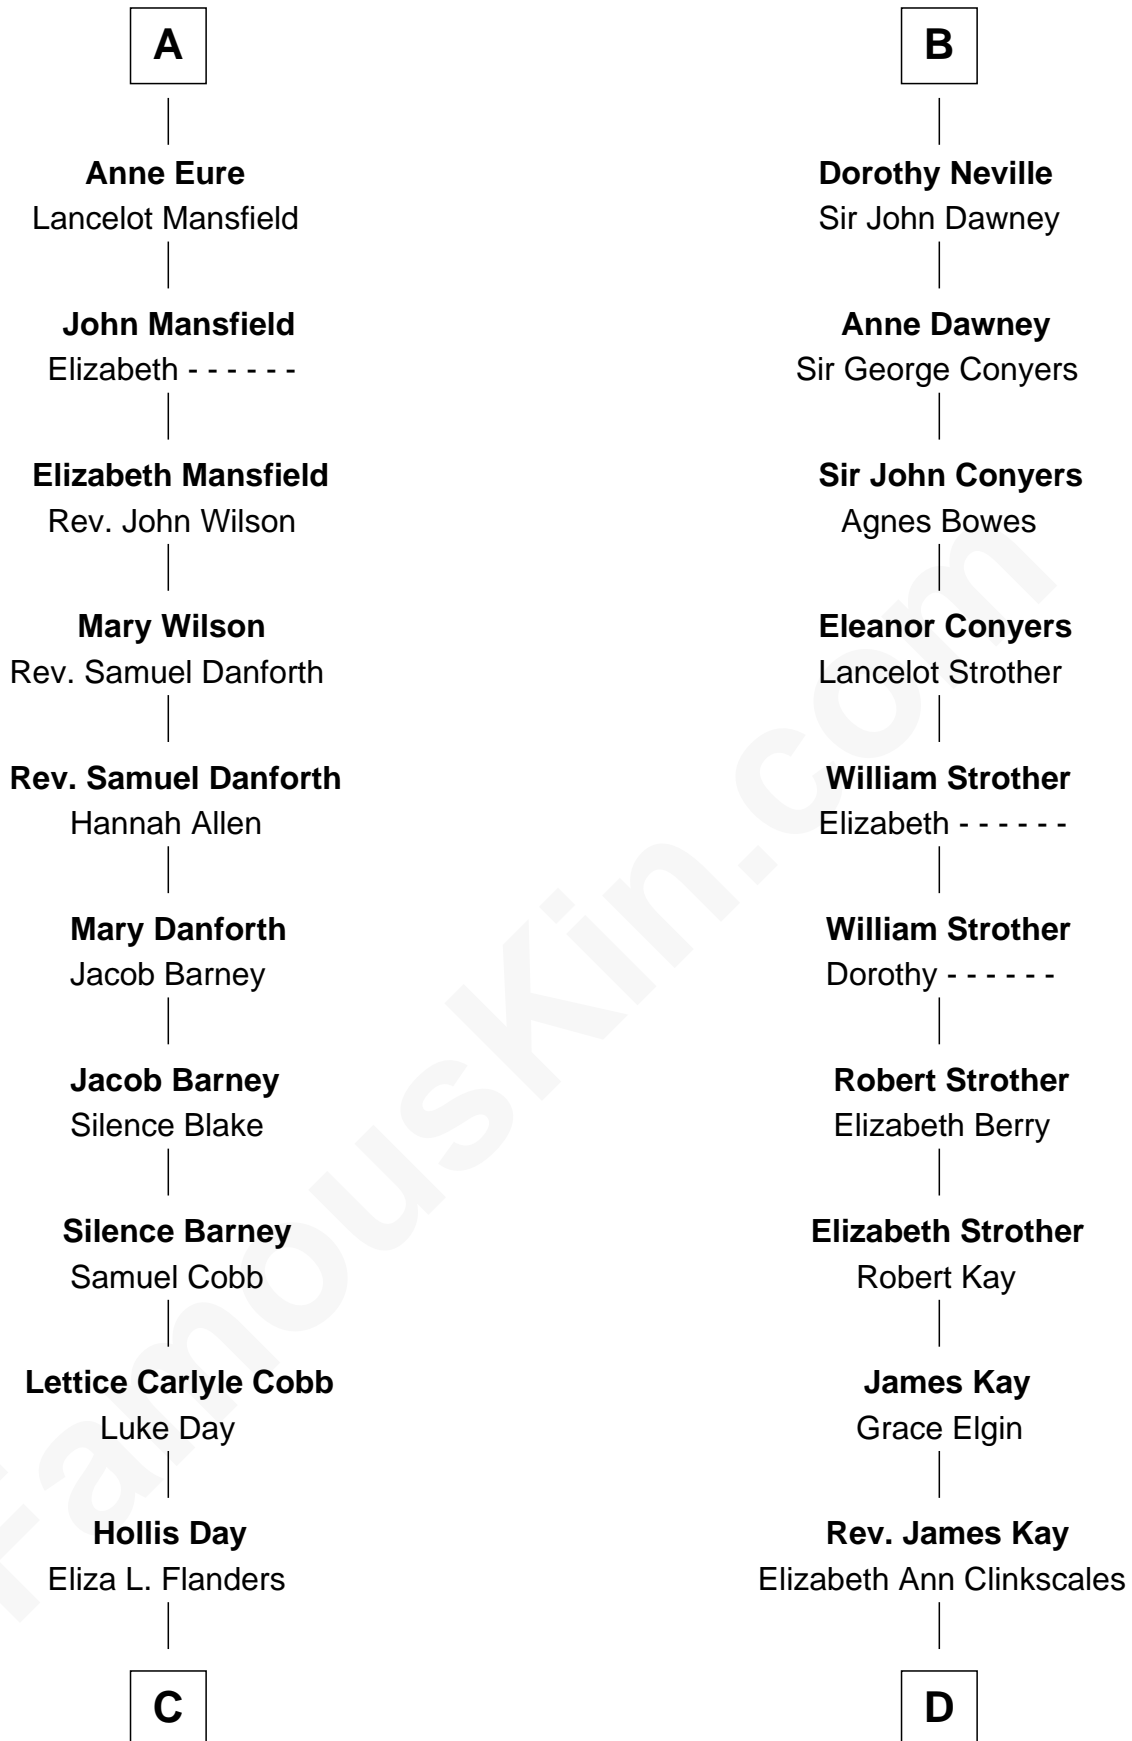 A
Anne Eure
Lancelot Mansfield
John Mansfield
Elizabeth - - - - - -
Elizabeth Mansfield
Rev. John Wilson
Mary Wilson
Rev. Samuel Danforth
Rev. Samuel Danforth
Hannah Allen
Mary Danforth
Jacob Barney
Jacob Barney
Silence Blake
Silence Barney
Samuel Cobb
Lettice Carlyle Cobb
Luke Day
Hollis Day
Eliza L. Flanders
C
B
Dorothy Neville
Sir John Dawney
Anne Dawney
Sir George Conyers
Sir John Conyers
Agnes Bowes
Eleanor Conyers
Lancelot Strother
William Strother
Elizabeth - - - - - -
William Strother
Dorothy - - - - - -
Robert Strother
Elizabeth Berry
Elizabeth Strother
Robert Kay
James Kay
Grace Elgin
Rev. James Kay
Elizabeth Ann Clinkscales
D
FamousKin.com